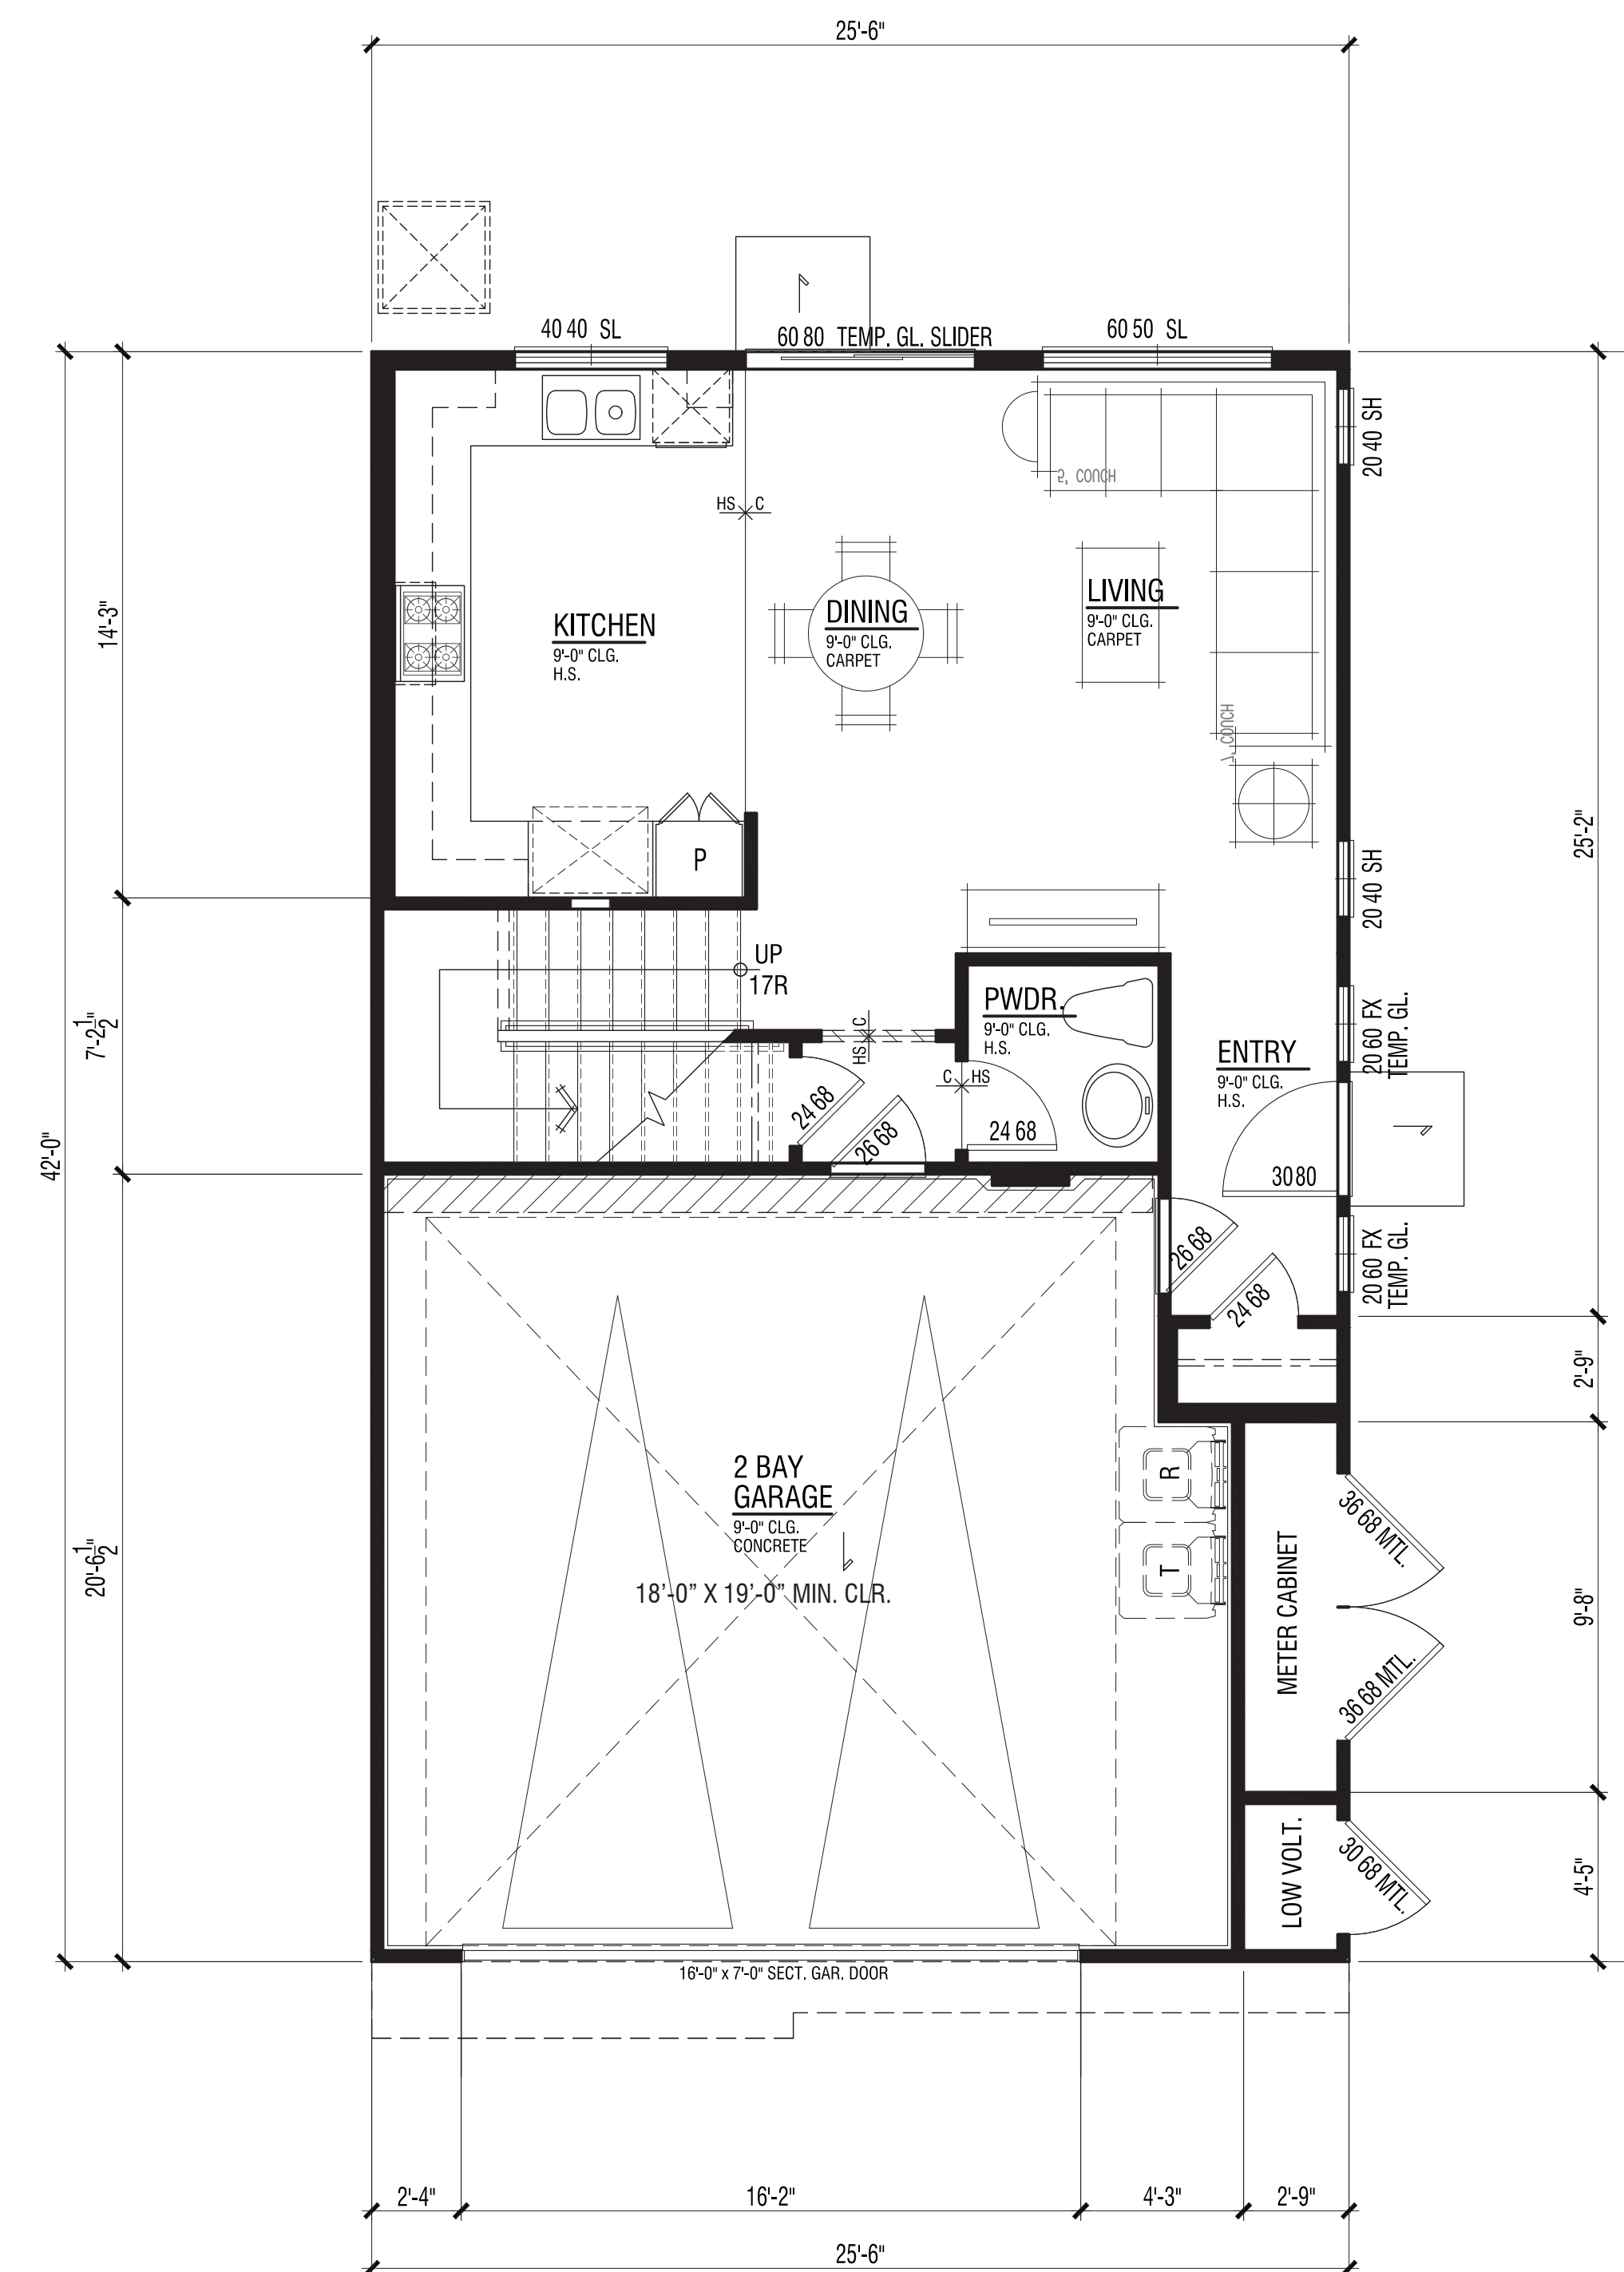 25'-6"
40 40 SL
60 80 TEMP. GL. SLIDER
60 50 SL
20 40 SH
5' COUCH
HS C
14'-3"
KITCHEN
9'-0" CLG.
H.S.
DINING
9'-0" CLG.
CARPET
LIVING
9'-0" CLG.
CARPET
7' COUCH
25'-2"
P
20 40 SH
UP
17R
PWDR.
9'-0" CLG.
H.S.
20 60 FX
TEMP. GL.
7'-2 1/2"
HS C
C HS
ENTRY
9'-0" CLG.
H.S.
24 68
26 68
24 68
42'-0"
30 80
26 68
24 68
20 60 FX
TEMP. GL.
2'-9"
2 BAY
GARAGE
9'-0" CLG.
CONCRETE
18'-0" X 19'-0" MIN. CLR.
R
T
20'-6 1/2"
METER CABINET
36 68 MTL.
36 68 MTL.
9'-8"
LOW VOLT.
30 68 MTL.
4'-5"
16'-0" x 7'-0" SECT. GAR. DOOR
2'-4"
16'-2"
4'-3"
2'-9"
25'-6"